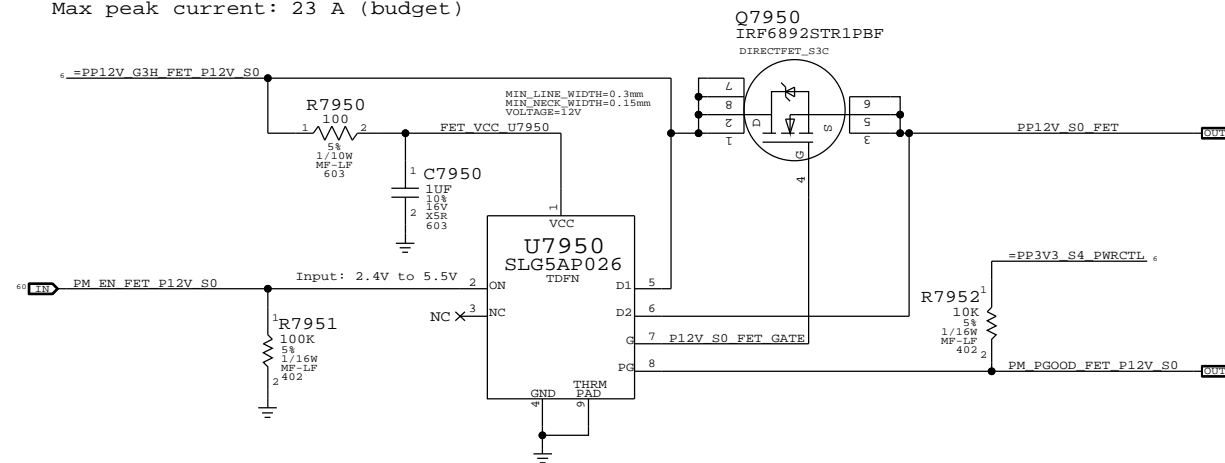 Max peak current: 23 A (budget)
Q7950
IRF6892STR1PBF
DIRECTFET_S3C
6 =PP12V_G3H_FET_P12V_S0
R7950
100
1 2
5%
1/10W
MF-LF
603
MIN_LINE_WIDTH=0.3mm
MIN_NECK_WIDTH=0.15mm
VOLTAGE=12V
FET_VCC_U7950
7
8
2
1
D
S
G
4
6
5
3
PP12V_S0_FET
OUT
1
C7950
1UF
10%
16V
X5R
603
2
1
VCC
U7950
SLG5AP026
TDFN
60 IN PM_EN_FET_P12V_S0
Input: 2.4V to 5.5V
2 ON
NC 3 NC
D1 5
D2 6
G 7 P12V_S0_FET_GATE
PG 8
GND
4
THRM
PAD
9
1
R7951
100K
5%
1/16W
MF-LF
402
2
=PP3V3_S4_PWRCTL 6
R7952
1
10K
5%
1/16W
MF-LF
402
2
PM_PGOOD_FET_P12V_S0
OUT